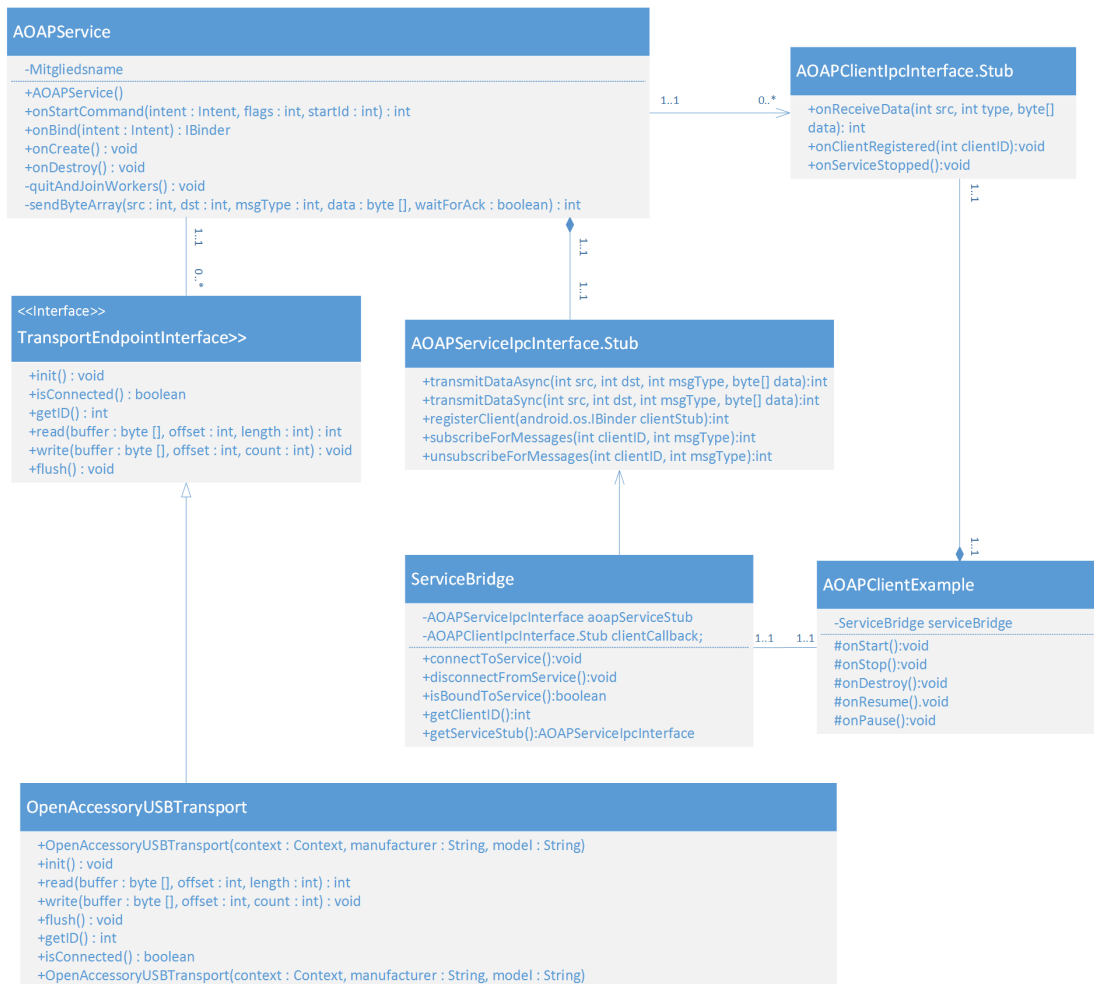 AOAPService
-Mitgliedsname
+AOAPService()
+onStartCommand(intent : Intent, flags : int, startId : int) : int
+onBind(intent : Intent) : IBinder
+onCreate() : void
+onDestroy() : void
-quitAndJoinWorkers() : void
-sendByteArray(src : int, dst : int, msgType : int, data : byte [], waitForAck : boolean) : int
1..1
0..*
AOAPClientIpcInterface.Stub
+onReceiveData(int src, int type, byte[]
data): int
+onClientRegistered(int clientID):void
+onServiceStopped():void
1..1
0..*
1..1
1..1
1..1
1..1
<<Interface>>
TransportEndpointInterface>>
+init() : void
+isConnected() : boolean
+getID() : int
+read(buffer : byte [], offset : int, length : int) : int
+write(buffer : byte [], offset : int, count : int) : void
+flush() : void
AOAPServiceIpcInterface.Stub
+transmitDataAsync(int src, int dst, int msgType, byte[] data):int
+transmitDataSync(int src, int dst, int msgType, byte[] data):int
+registerClient(android.os.IBinder clientStub):int
+subscribeForMessages(int clientID, int msgType):int
+unsubscribeForMessages(int clientID, int msgType):int
ServiceBridge
-AOAPServiceIpcInterface aoapServiceStub
-AOAPClientIpcInterface.Stub clientCallback;
+connectToService():void
+disconnectFromService():void
+isBoundToService():boolean
+getClientID():int
+getServiceStub():AOAPServiceIpcInterface
1..1
1..1
1..1
AOAPClientExample
-ServiceBridge serviceBridge
#onStart():void
#onStop():void
#onDestroy():void
#onResume().void
#onPause():void
OpenAccessoryUSBTransport
+OpenAccessoryUSBTransport(context : Context, manufacturer : String, model : String)
+init() : void
+read(buffer : byte [], offset : int, length : int) : int
+write(buffer : byte [], offset : int, count : int) : void
+flush() : void
+getID() : int
+isConnected() : boolean
+OpenAccessoryUSBTransport(context : Context, manufacturer : String, model : String)